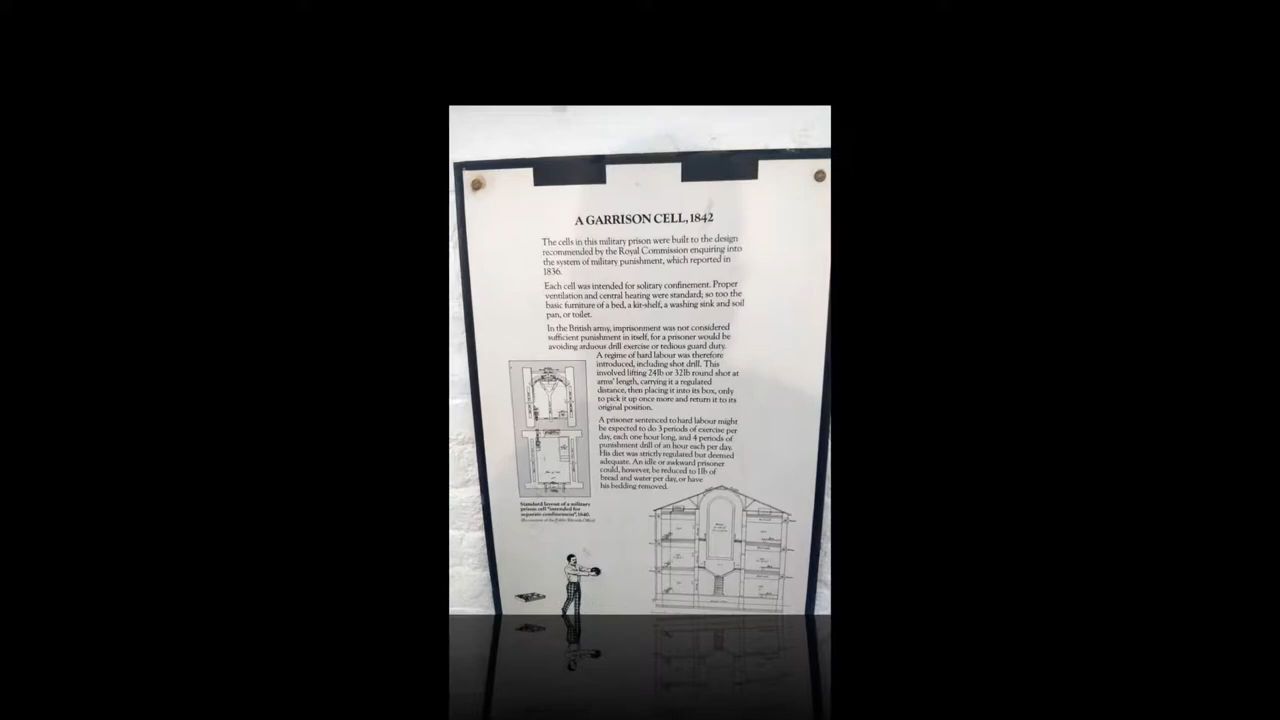 A GARRISON CELL, 1842
The cells in this military prison were built to the design
recommended by the Royal Commission enquiring into
the system of military punishment, which reported in
1836.
Each cell was intended for solitary confinement. Proper
ventilation and central heating were standard; so too the
basic furniture of a bed, a kit-shelf, a washing sink and soil
pan, or toilet.
In the British army, imprisonment was not considered
sufficient punishment in itself, for a prisoner would be
avoiding arduous drill exercise or tedious guard duty.
A regime of hard labour was therefore
introduced, including shot drill. This
involved lifting 24lb or 32lb round shot at
arms' length, carrying it a regulated
distance, then placing it into its box, only
to pick it up once more and return it to its
original position.
A prisoner sentenced to hard labour might
be expected to do 3 periods of exercise per
day, each one hour long, and 4 periods of
punishment drill of an hour each per day.
His diet was strictly regulated but deemed
adequate. An idle or awkward prisoner
could, however, be reduced to 1lb of
bread and water per day, or have
his bedding removed.
Standard layout of a military
prison cell "intended for
separate confinement", 1840.